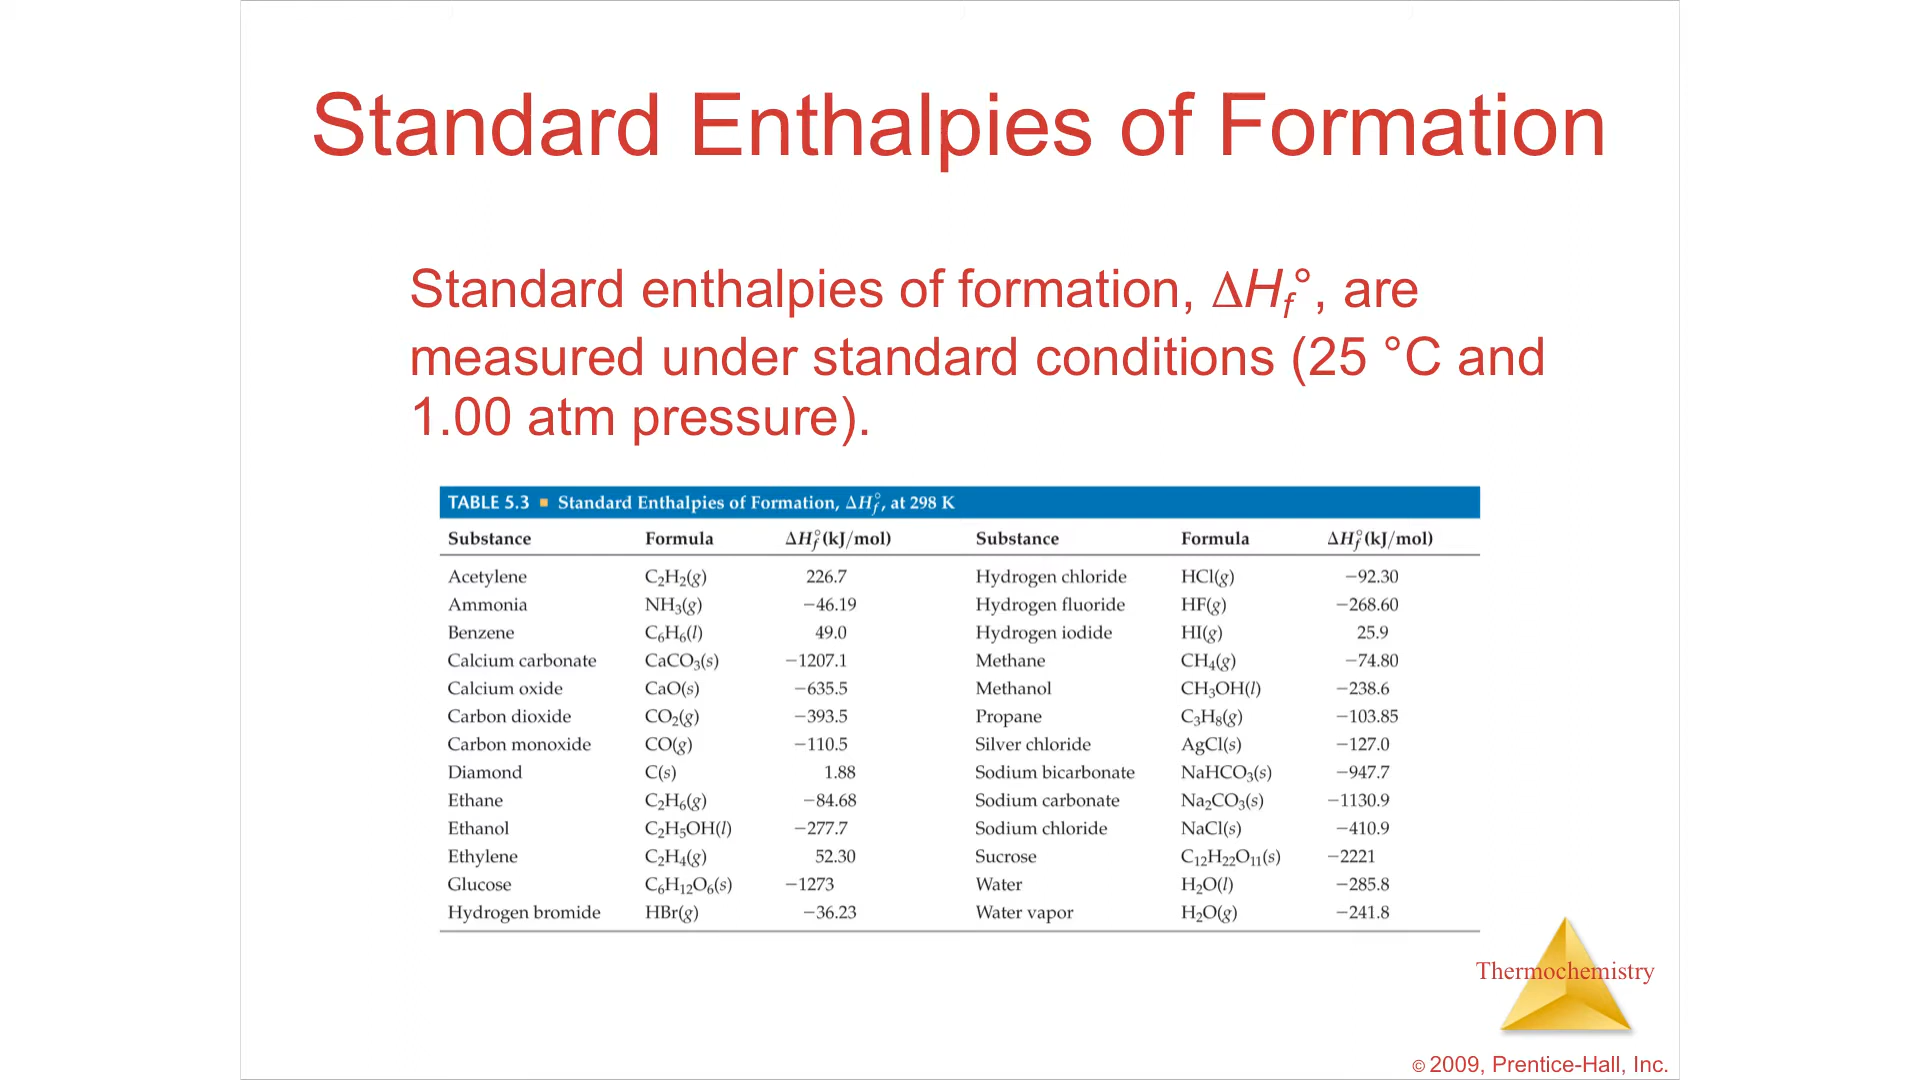 Standard Enthalpies of Formation
Standard enthalpies of formation, ΔHf°, are
measured under standard conditions (25 °C and
1.00 atm pressure).
TABLE 5.3 ■ Standard Enthalpies of Formation, ΔHf°, at 298 K
Substance Formula ΔHf° (kJ/mol) Substance Formula ΔHf° (kJ/mol)
Acetylene C₂H₂(g) 226.7 Hydrogen chloride HCl(g) −92.30
Ammonia NH₃(g) −46.19 Hydrogen fluoride HF(g) −268.60
Benzene C₆H₆(l) 49.0 Hydrogen iodide HI(g) 25.9
Calcium carbonate CaCO₃(s) −1207.1 Methane CH₄(g) −74.80
Calcium oxide CaO(s) −635.5 Methanol CH₃OH(l) −238.6
Carbon dioxide CO₂(g) −393.5 Propane C₃H₈(g) −103.85
Carbon monoxide CO(g) −110.5 Silver chloride AgCl(s) −127.0
Diamond C(s) 1.88 Sodium bicarbonate NaHCO₃(s) −947.7
Ethane C₂H₆(g) −84.68 Sodium carbonate Na₂CO₃(s) −1130.9
Ethanol C₂H₅OH(l) −277.7 Sodium chloride NaCl(s) −410.9
Ethylene C₂H₄(g) 52.30 Sucrose C₁₂H₂₂O₁₁(s) −2221
Glucose C₆H₁₂O₆(s) −1273 Water H₂O(l) −285.8
Hydrogen bromide HBr(g) −36.23 Water vapor H₂O(g) −241.8
Thermochemistry
© 2009, Prentice-Hall, Inc.